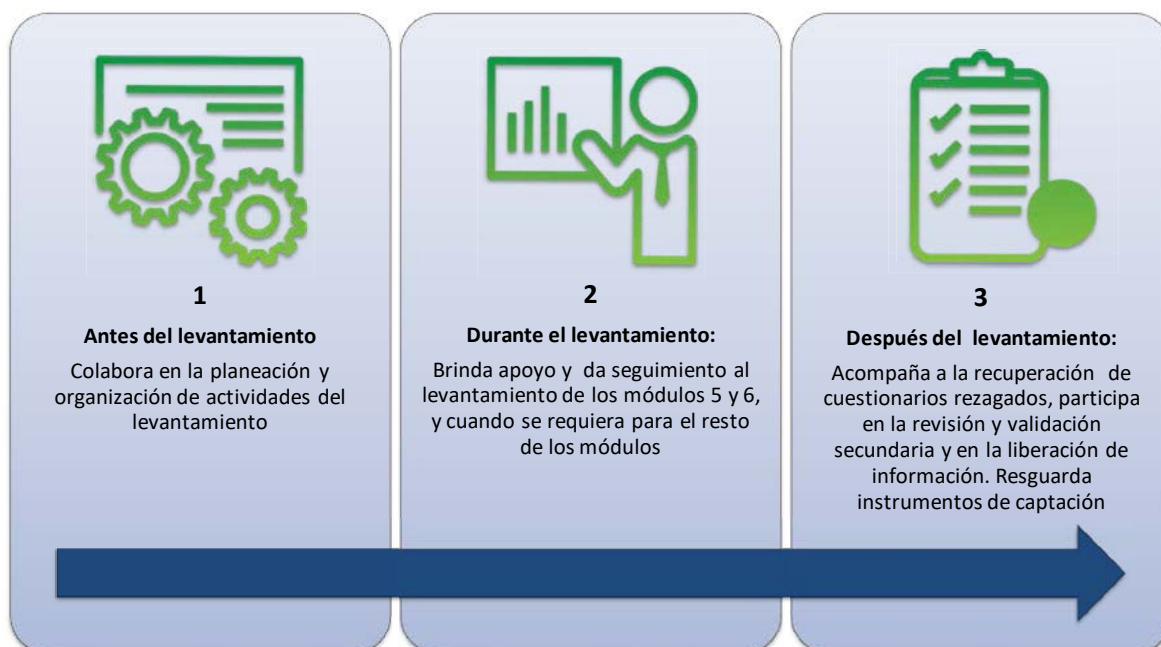 1
Antes del levantamiento
Colabora en la planeación y
organización de actividades del
levantamiento
2
Durante el levantamiento:
Brinda apoyo y da seguimiento al
levantamiento de los módulos 5 y 6,
y cuando se requiera para el resto
de los módulos
3
Después del levantamiento:
Acompaña a la recuperación de
cuestionarios rezagados, participa
en la revisión y validación
secundaria y en la liberación de
información. Resguarda
instrumentos de captación